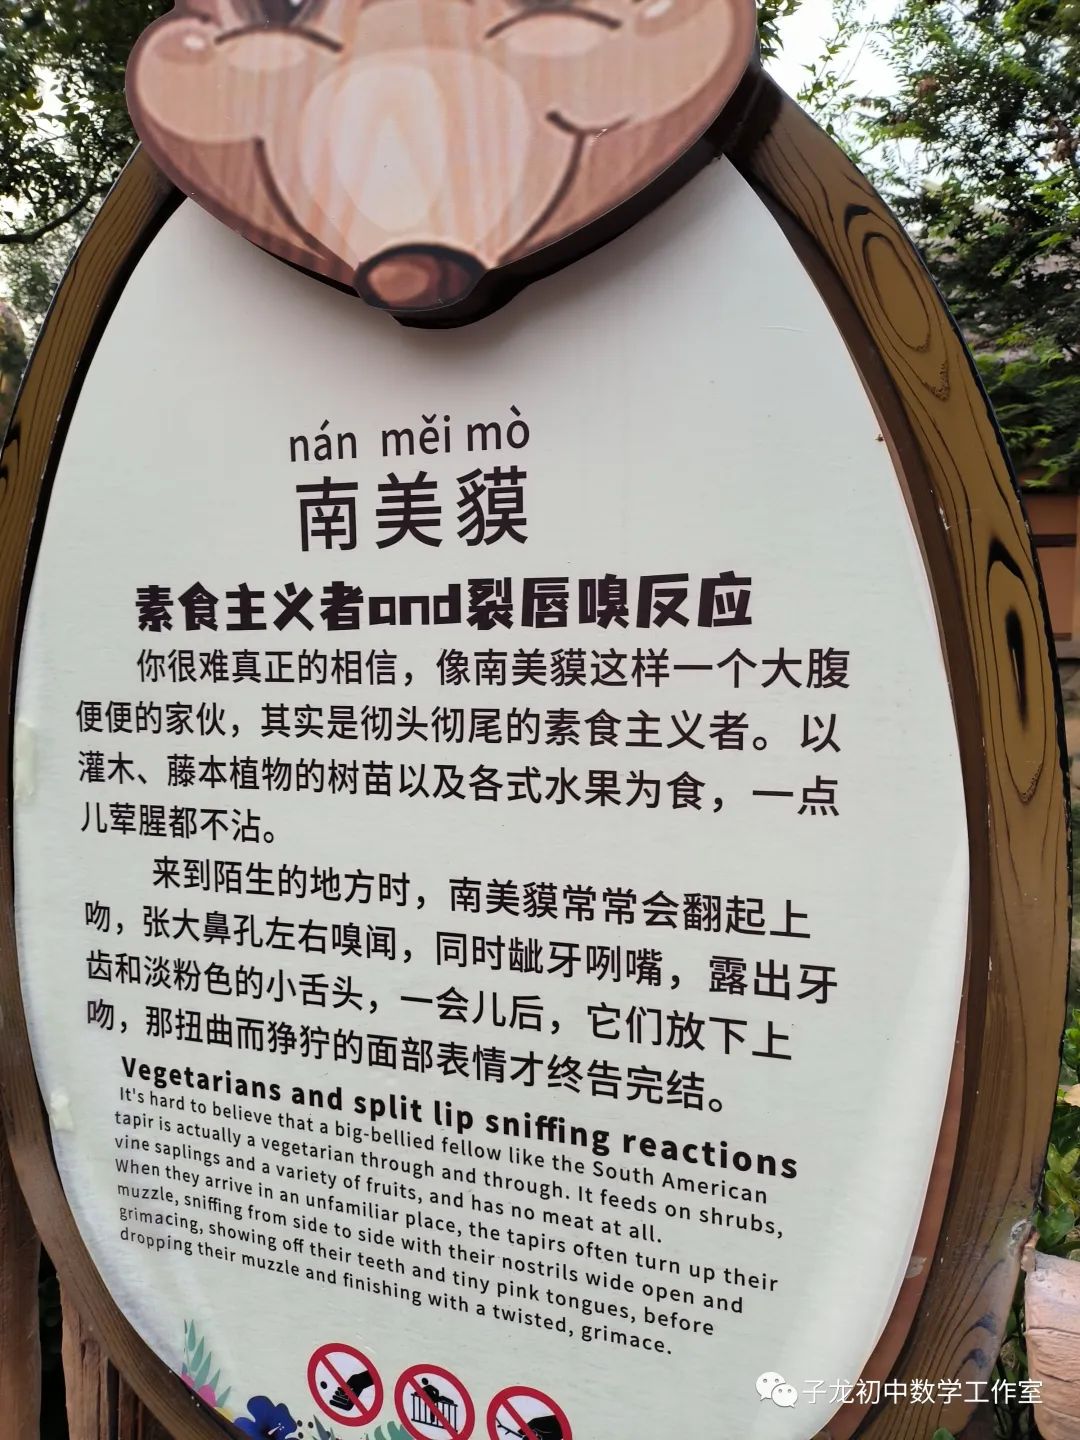 nán měi mò
南美貘
素食主义者and裂唇嗅反应
你很难真正的相信，像南美貘这样一个大腹
便便的家伙，其实是彻头彻尾的素食主义者。以
灌木、藤本植物的树苗以及各式水果为食，一点
儿荤腥都不沾。
来到陌生的地方时，南美貘常常会翻起上
吻，张大鼻孔左右嗅闻，同时龇牙咧嘴，露出牙
齿和淡粉色的小舌头，一会儿后，它们放下上
吻，那扭曲而狰狞的面部表情才终告完结。
Vegetarians and split lip sniffing reactions
It's hard to believe that a big-bellied fellow like the South American
tapir is actually a vegetarian through and through. It feeds on shrubs,
vine saplings and a variety of fruits, and has no meat at all.
When they arrive in an unfamiliar place, the tapirs often turn up their
muzzle, sniffing from side to side with their nostrils wide open and
grimacing, showing off their teeth and tiny pink tongues, before
dropping their muzzle and finishing with a twisted, grimace.
子龙初中数学工作室